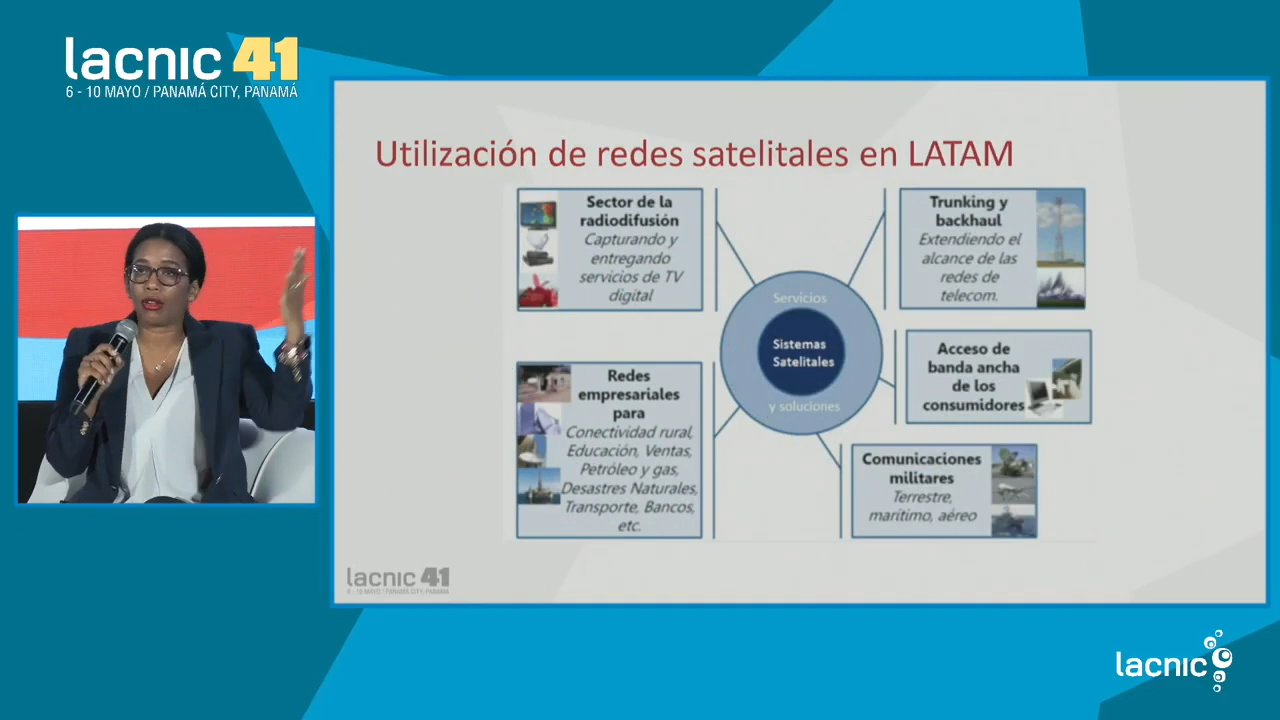 lacnic 41
6 - 10 MAYO / PANAMÁ CITY, PANAMÁ
Utilización de redes satelitales en LATAM
Sector de la
radiodifusión
Capturando y
entregando
servicios de TV
digital
Trunking y
backhaul
Extendiendo el
alcance de las
redes de
telecom.
Servicios
Sistemas
Satelitales
y soluciones
Acceso de
banda ancha
de los
consumidores
Redes
empresariales
para
Conectividad rural,
Educación, Ventas,
Petróleo y gas,
Desastres Naturales,
Transporte, Bancos,
etc.
Comunicaciones
militares
Terrestre,
marítimo, aéreo
lacnic 41
6 - 10 MAYO / PANAMÁ CITY, PANAMÁ
lacnic